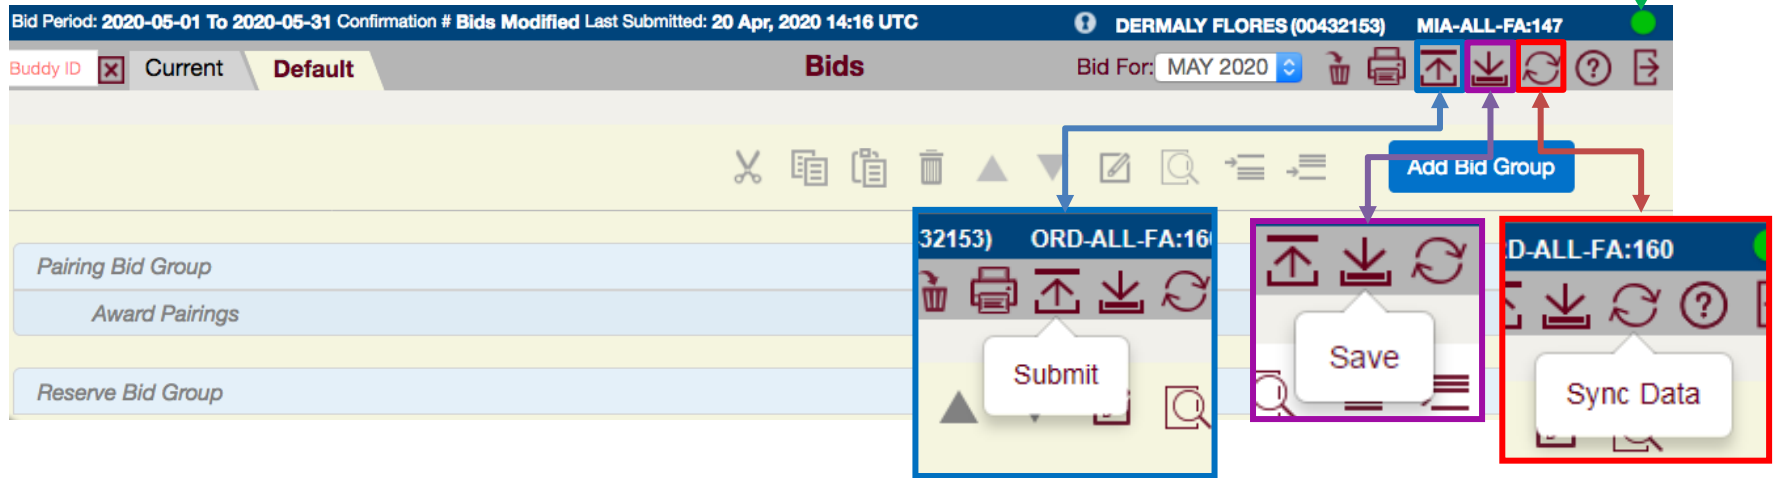 Bid Period: 2020-05-01 To 2020-05-31 Confirmation # Bids Modified Last Submitted: 20 Apr, 2020 14:16 UTC DERMALY FLORES (00432153) MIA-ALL-FA:147
Buddy ID Current Default Bids Bid For: MAY 2020
Add Bid Group
Pairing Bid Group
Award Pairings
Reserve Bid Group
32153) ORD-ALL-FA:16
Submit
Save
D-ALL-FA:160
Sync Data